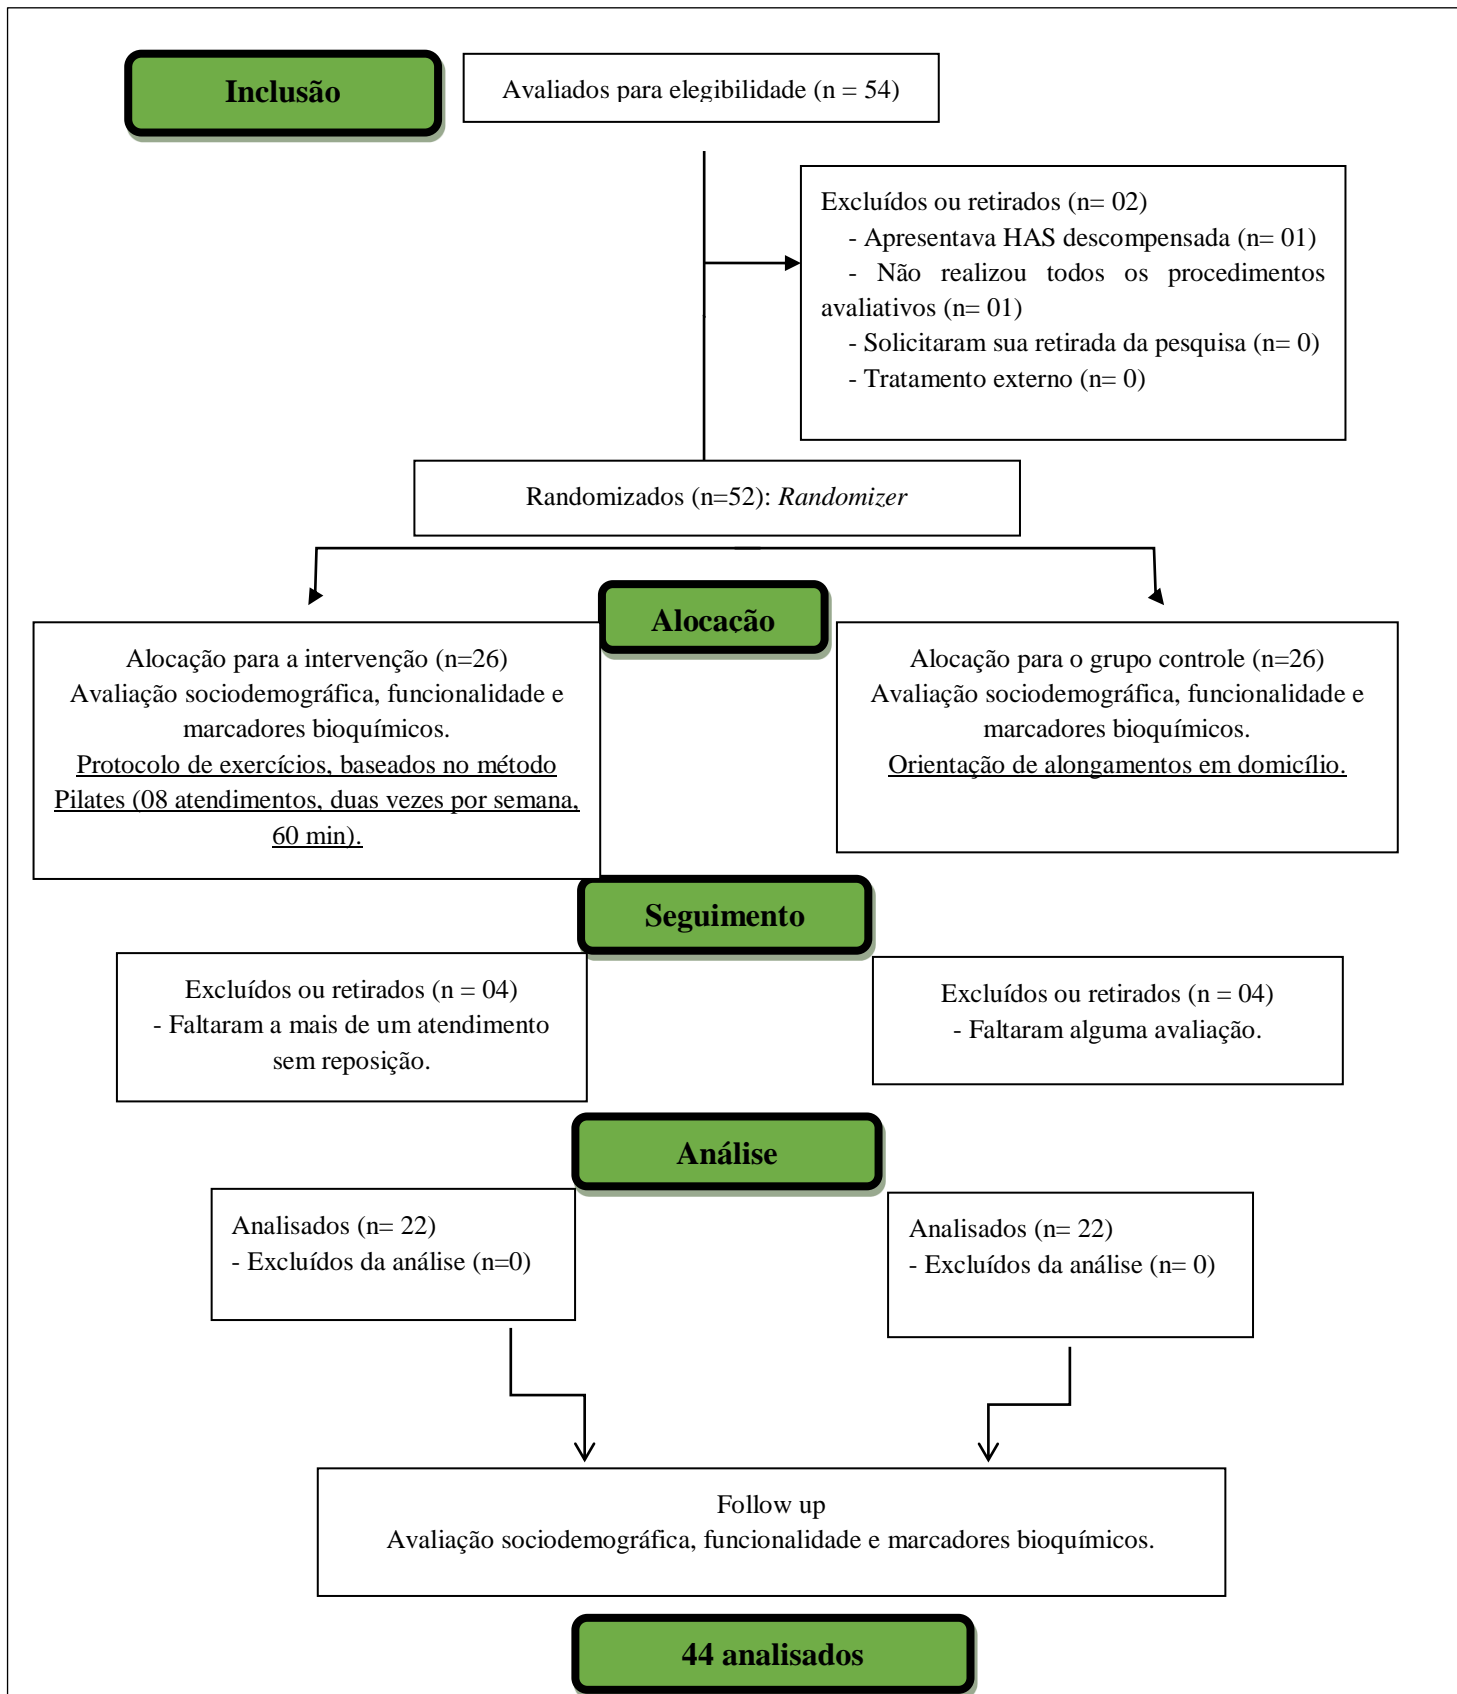 Inclusão
Avaliados para elegibilidade (n = 54)
Excluídos ou retirados (n= 02)
- Apresentava HAS descompensada (n= 01)
- Não realizou todos os procedimentos
avaliativos (n= 01)
- Solicitaram sua retirada da pesquisa (n= 0)
- Tratamento externo (n= 0)
Randomizados (n=52): Randomizer
Alocação
Alocação para a intervenção (n=26)
Avaliação sociodemográfica, funcionalidade e
marcadores bioquímicos.
Protocolo de exercícios, baseados no método
Pilates (08 atendimentos, duas vezes por semana,
60 min).
Alocação para o grupo controle (n=26)
Avaliação sociodemográfica, funcionalidade e
marcadores bioquímicos.
Orientação de alongamentos em domicílio.
Seguimento
Excluídos ou retirados (n = 04)
- Faltaram a mais de um atendimento
sem reposição.
Excluídos ou retirados (n = 04)
- Faltaram alguma avaliação.
Análise
Analisados (n= 22)
- Excluídos da análise (n=0)
Analisados (n= 22)
- Excluídos da análise (n= 0)
Follow up
Avaliação sociodemográfica, funcionalidade e marcadores bioquímicos.
44 analisados